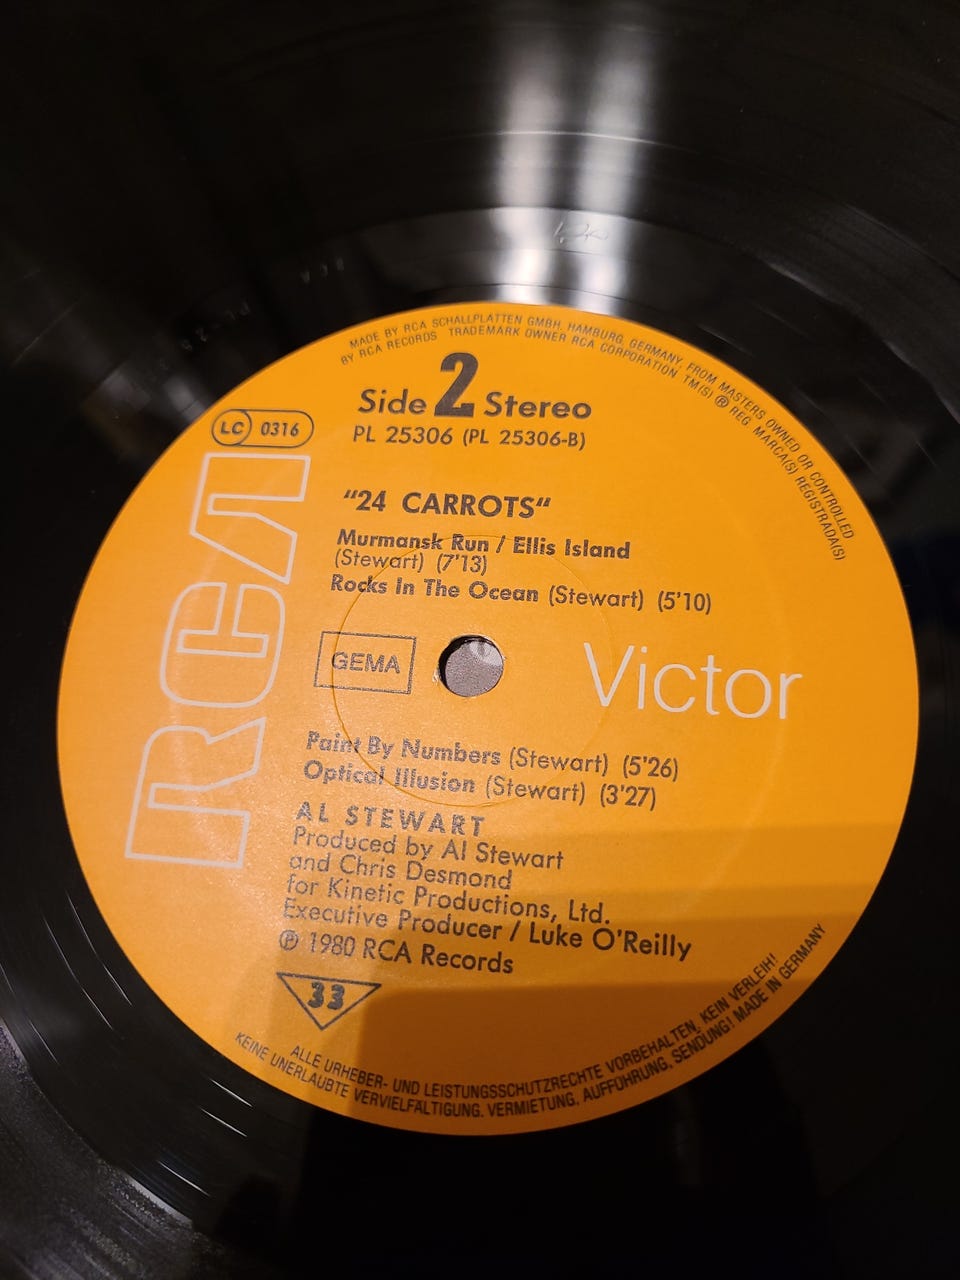 MADE BY RCA SCHALLPLATTEN GMBH, HAMBURG, GERMANY, FROM MASTERS OWNED OR CONTROLLED
BY RCA RECORDS TRADEMARK OWNER RCA CORPORATION TM(S) ® REG. MARCA(S) REGISTRADA(S)
Side 2 Stereo
LC 0316
PL 25306 (PL 25306-B)
RCA
"24 CARROTS"
Murmansk Run / Ellis Island
(Stewart) (7'13)
Rocks In The Ocean (Stewart) (5'10)
GEMA
Victor
Paint By Numbers (Stewart) (5'26)
Optical Illusion (Stewart) (3'27)
AL STEWART
Produced by Al Stewart
and Chris Desmond
for Kinetic Productions, Ltd.
Executive Producer / Luke O'Reilly
℗ 1980 RCA Records
33
ALLE URHEBER- UND LEISTUNGSSCHUTZRECHTE VORBEHALTEN, KEIN VERLEIH!
KEINE UNERLAUBTE VERVIELFÄLTIGUNG, VERMIETUNG, AUFFÜHRUNG, SENDUNG! MADE IN GERMANY